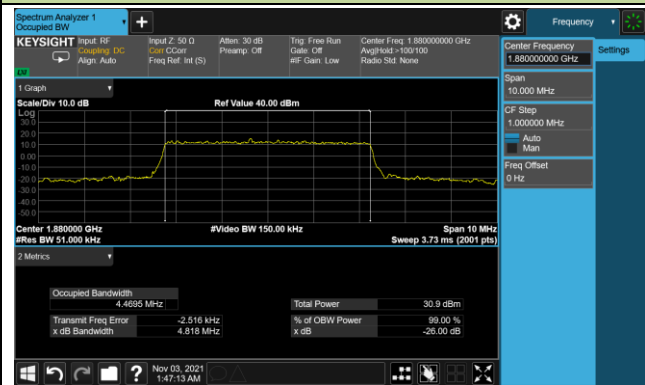 Spectrum Analyzer 1
Occupied BW
+
Frequency
KEYSIGHT
Input: RF
Coupling: DC
Align: Auto
Input Z: 50 Ω
Corr CCorr
Freq Ref: Int (S)
Atten: 30 dB
Preamp: Off
Trig: Free Run
Gate: Off
#IF Gain: Low
Center Freq: 1.880000000 GHz
Avg|Hold:>100/100
Radio Std: None
Center Frequency
1.880000000 GHz
Settings
Span
10.000 MHz
CF Step
1.000000 MHz
Auto
Man
Freq Offset
0 Hz
1 Graph
Scale/Div 10.0 dB
Ref Value 40.00 dBm
Log
30.0
20.0
10.0
0.00
-10.0
-20.0
-30.0
-40.0
-50.0
Center 1.880000 GHz
#Video BW 150.00 kHz
Span 10 MHz
#Res BW 51.000 kHz
Sweep 3.73 ms (2001 pts)
2 Metrics
Occupied Bandwidth
4.4695 MHz
Total Power
30.9 dBm
Transmit Freq Error
-2.516 kHz
% of OBW Power
99.00 %
x dB Bandwidth
4.818 MHz
x dB
-26.00 dB
?
Nov 03, 2021
1:47:13 AM